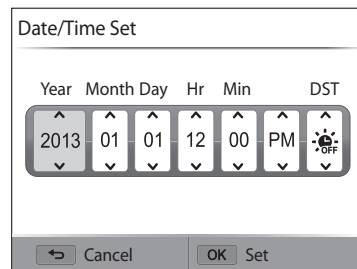 Date/Time Set
Year Month Day Hr Min DST
2013 01 01 12 00 PM OFF
Cancel OK Set